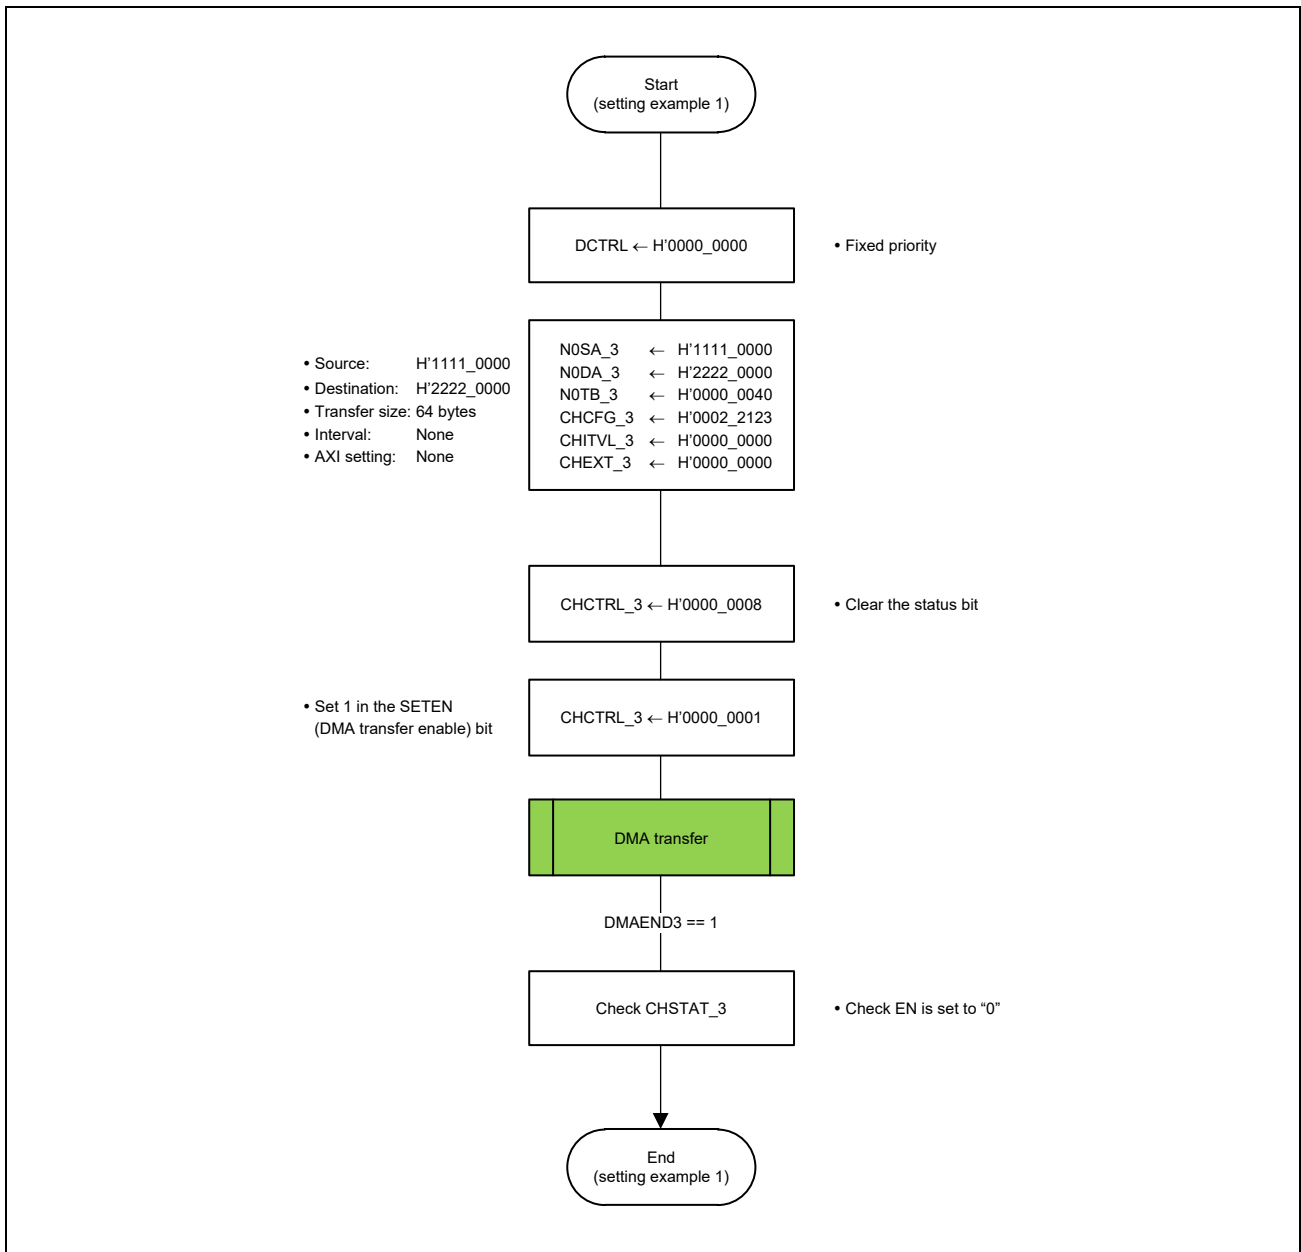 Start
(setting example 1)
DCTRL ← H’0000_0000
• Fixed priority
• Source: H’1111_0000
• Destination: H’2222_0000
• Transfer size: 64 bytes
• Interval: None
• AXI setting: None
N0SA_3 ← H’1111_0000
N0DA_3 ← H’2222_0000
N0TB_3 ← H’0000_0040
CHCFG_3 ← H’0002_2123
CHITVL_3 ← H’0000_0000
CHEXT_3 ← H’0000_0000
CHCTRL_3 ← H’0000_0008
• Clear the status bit
• Set 1 in the SETEN
(DMA transfer enable) bit
CHCTRL_3 ← H’0000_0001
DMA transfer
DMAEND3 == 1
Check CHSTAT_3
• Check EN is set to “0”
End
(setting example 1)